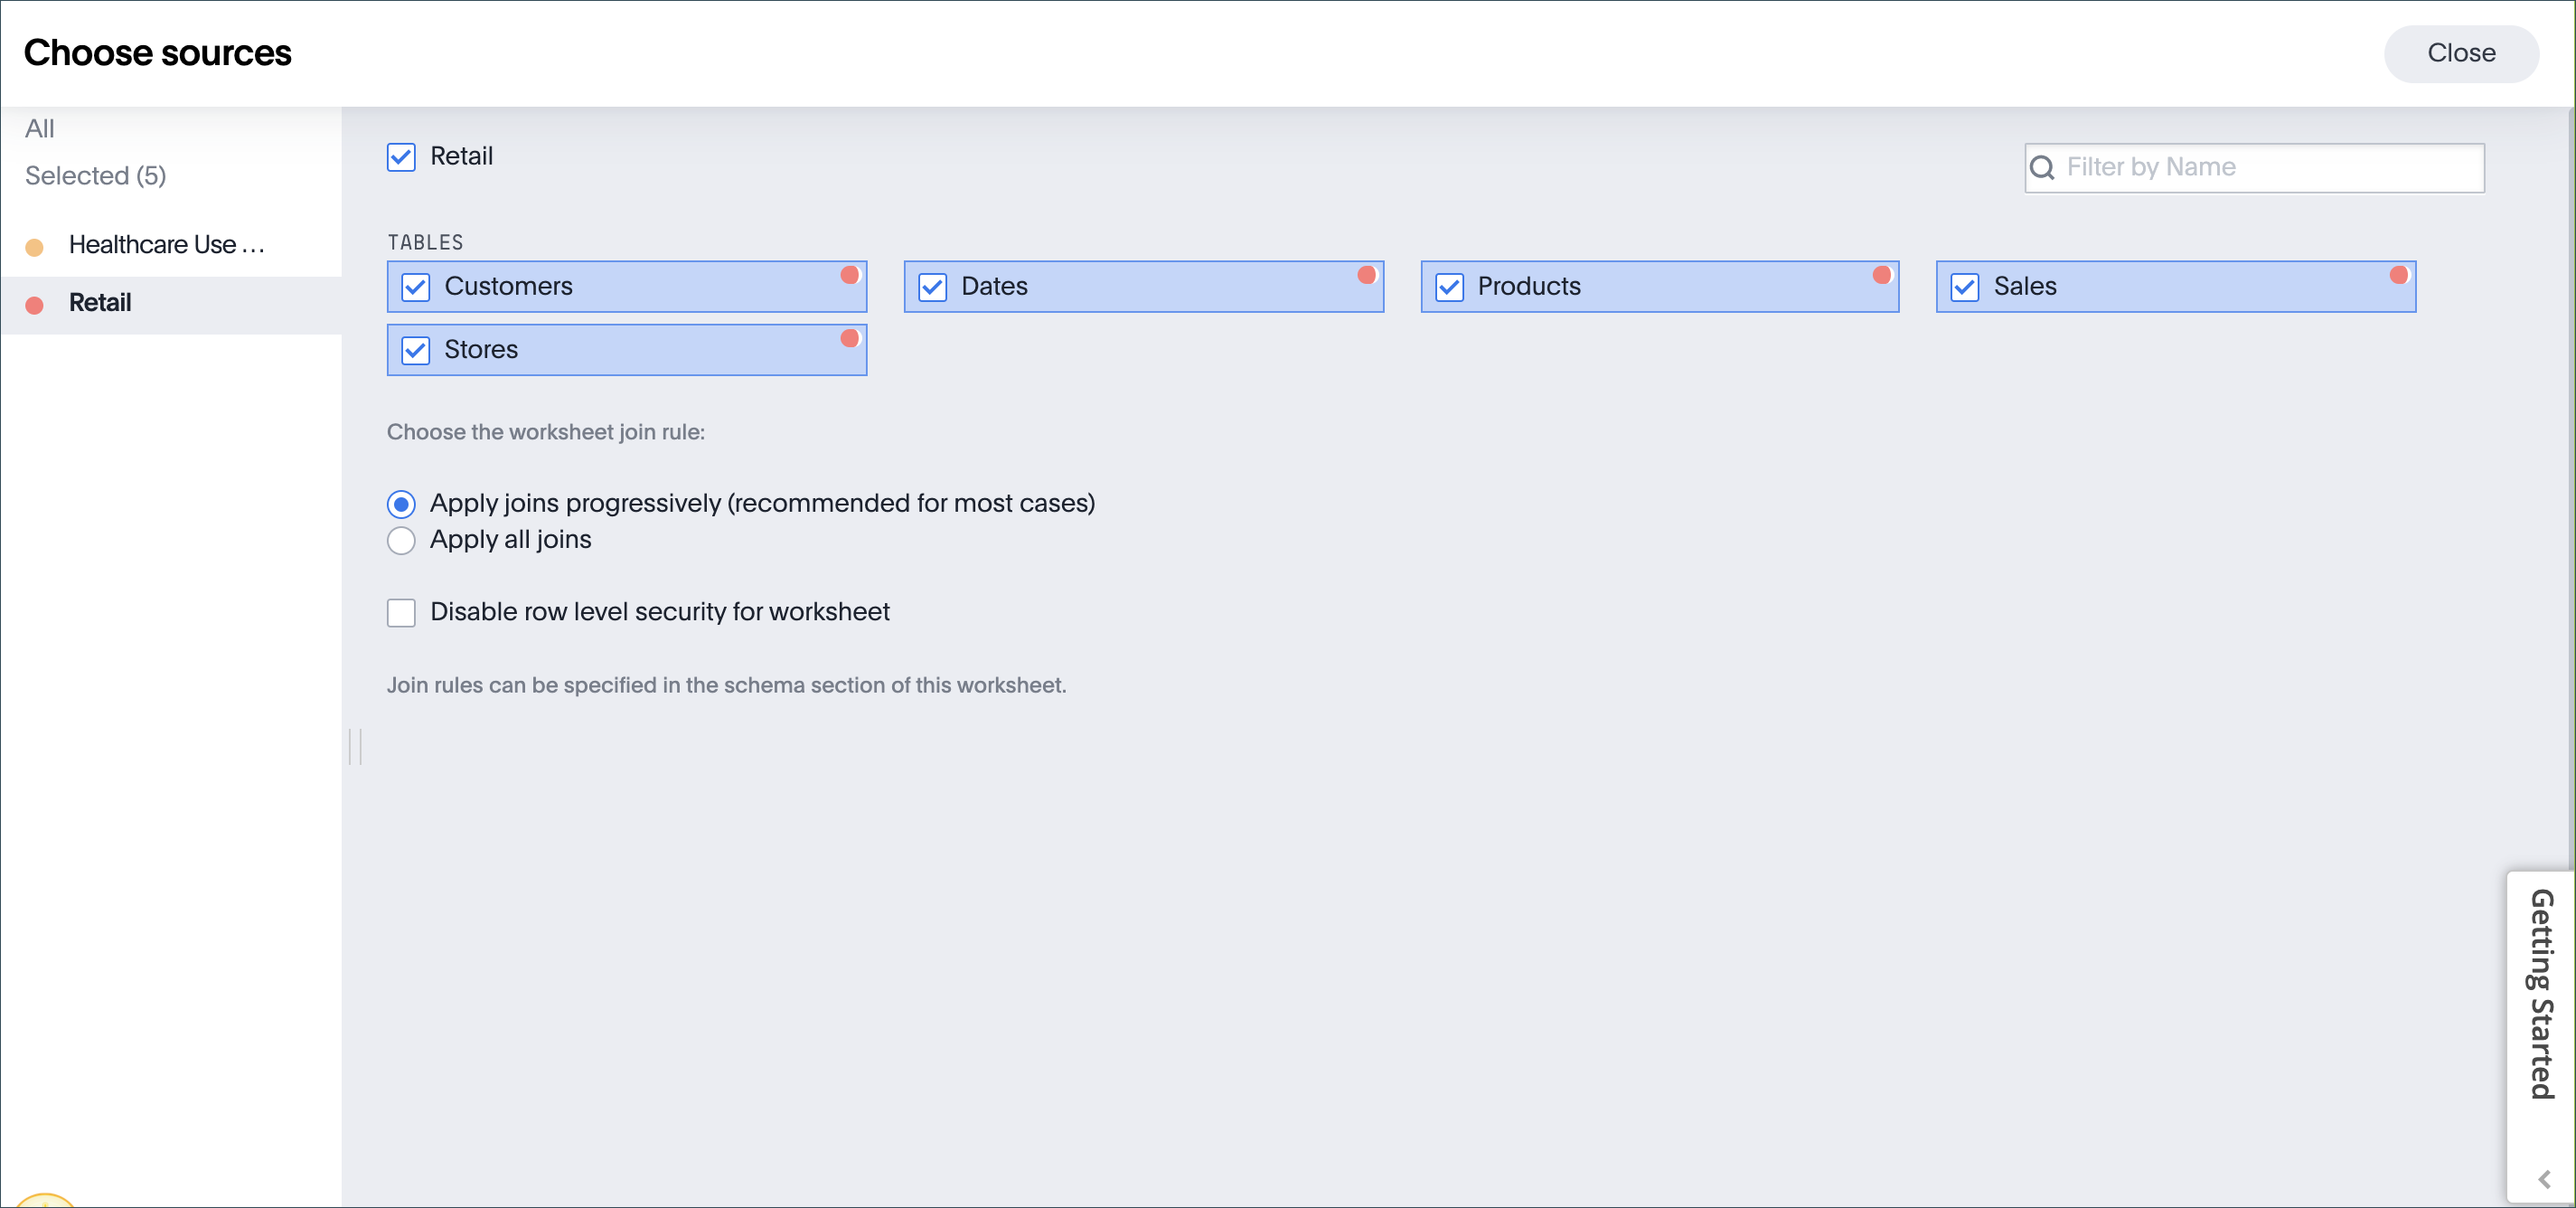 Choose sources
Close
All
Selected (5)
Healthcare Use ...
Retail
Retail
Filter by Name
TABLES
Customers
Dates
Products
Sales
Stores
Choose the worksheet join rule:
Apply joins progressively (recommended for most cases)
Apply all joins
Disable row level security for worksheet
Join rules can be specified in the schema section of this worksheet.
Getting Started